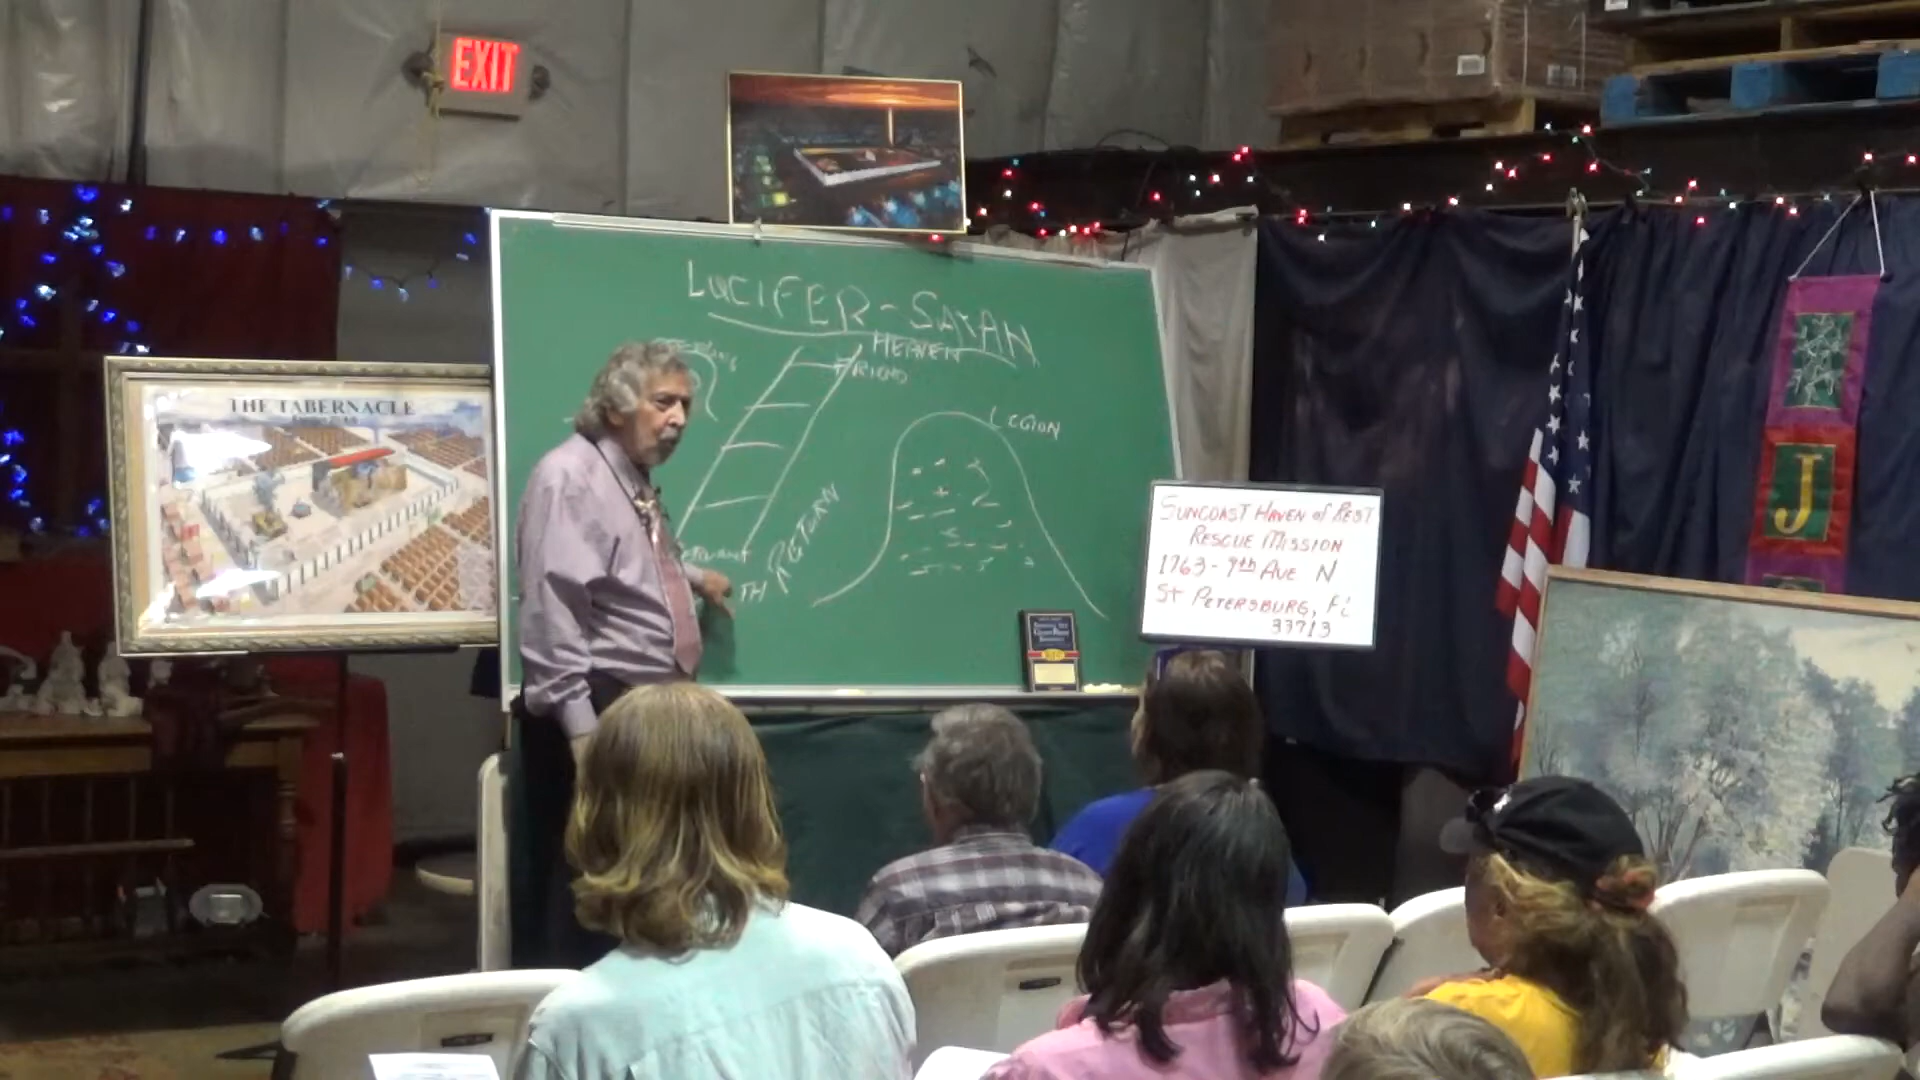 EXIT
LUCIFER - SATAN
HEAVEN
FRIEND
LEGION
RETURN
TH
THE TABERNACLE
J
SUNCOAST HAVEN of REST
RESCUE MISSION
1763 - 9th AVE N
ST PETERSBURG, Fl
33713